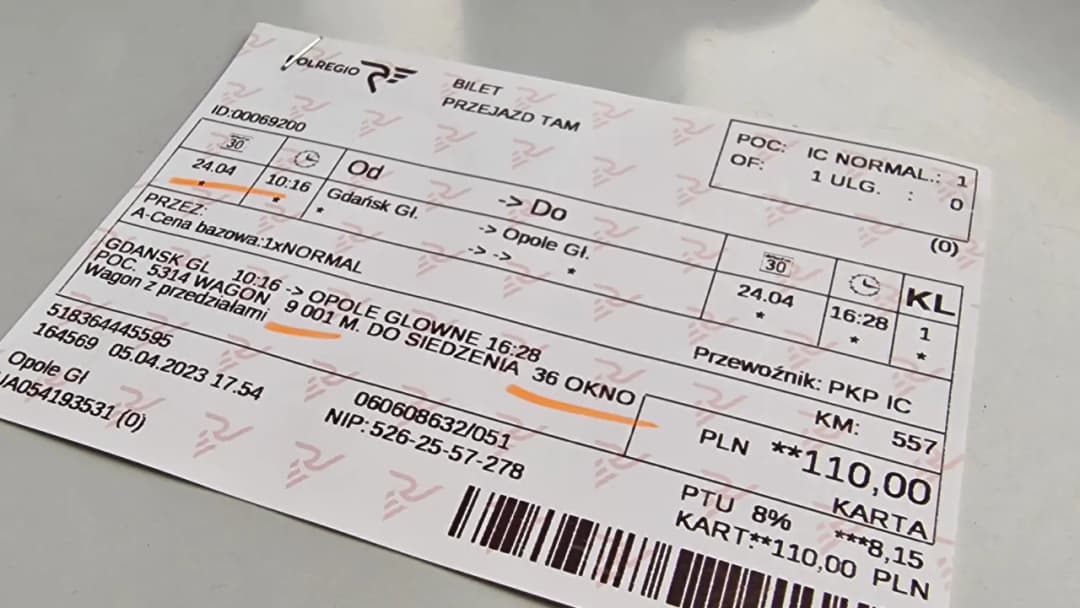 POLREGIO
BILET
PRZEJAZD TAM
POC: IC NORMAL.: 1
OF: 1 ULG. : 0
(0)
ID:00069200
30 30 KL
Od -> Do
24.04 10:16 Gdańsk Gł. -> Opole Gł. 24.04 16:28 1
* * * -> -> * * * *
PRZEZ:
A-Cena bazowa:1xNORMAL
Przewoźnik: PKP IC
GDANSK GL 10:16 -> OPOLE GLOWNE 16:28
POC. 5314 WAGON 9 001 M. DO SIEDZENIA 36 OKNO
Wagon z przedziałami
KM: 557
PLN **110,00
KARTA
518364445595
164569 05.04.2023 17.54
Opole Gł
IA054193531 (0)
060608632/051
NIP:526-25-57-278
PTU 8% ***8,15
KART:**110,00 PLN